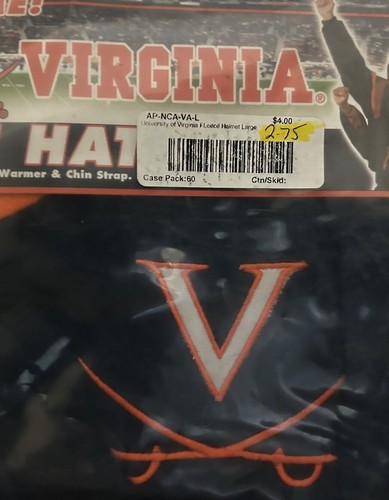 E!
VIRGINIA®
HAT
Warmer & Chin Strap.
AP-NCA-VA-L
$4.00
University of Virginia F Loaded Helmet Large
2.75
Case Pack:60
Ctn/Skid:
V